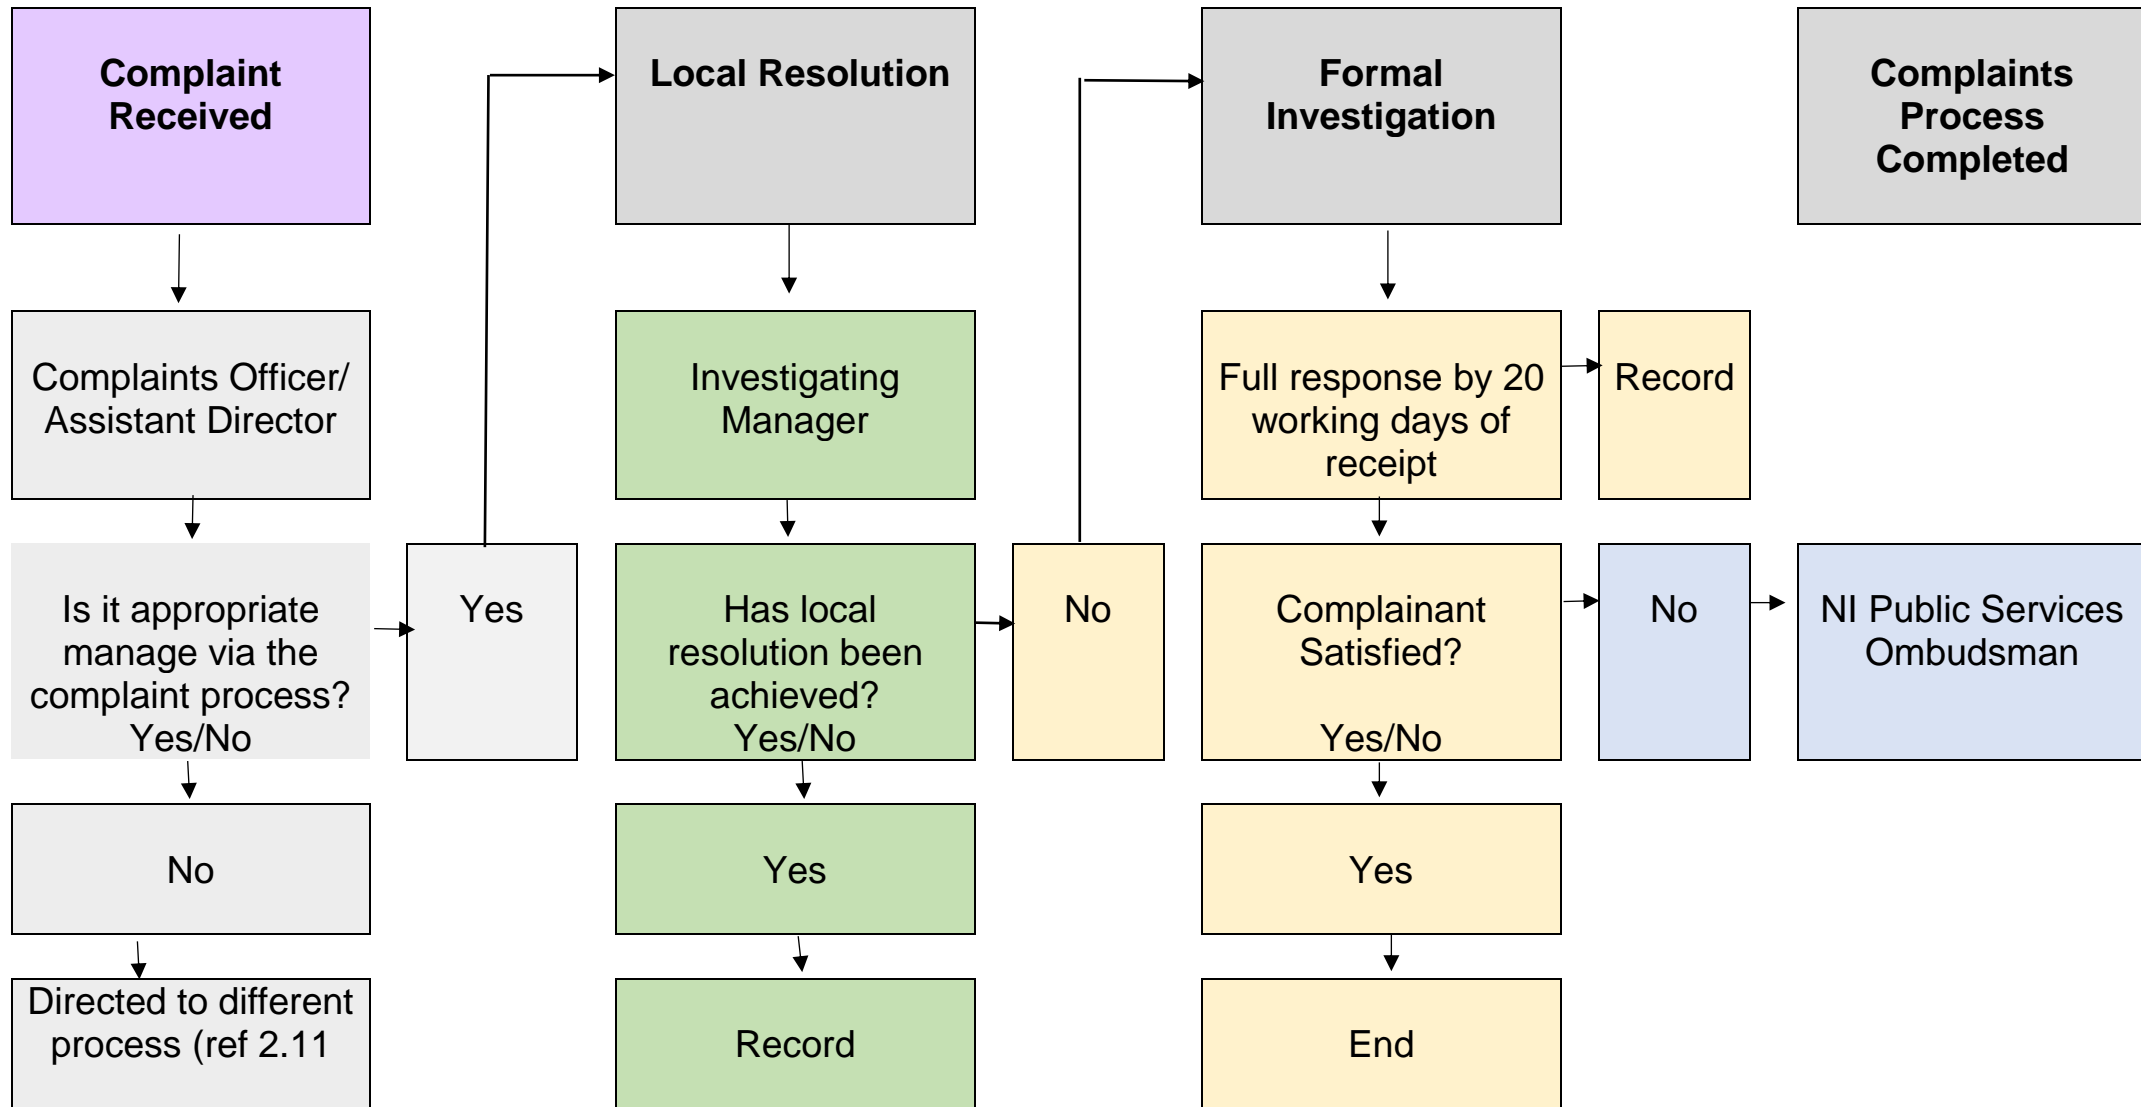 Complaint
Received
Local Resolution
Formal
Investigation
Complaints
Process
Completed
Complaints Officer/
Assistant Director
Investigating
Manager
Full response by 20
working days of
receipt
Record
Is it appropriate
manage via the
complaint process?
Yes/No
Yes
Has local
resolution been
achieved?
Yes/No
No
Complainant
Satisfied?
Yes/No
No
NI Public Services
Ombudsman
No
Yes
Yes
Directed to different
process (ref 2.11
Record
End